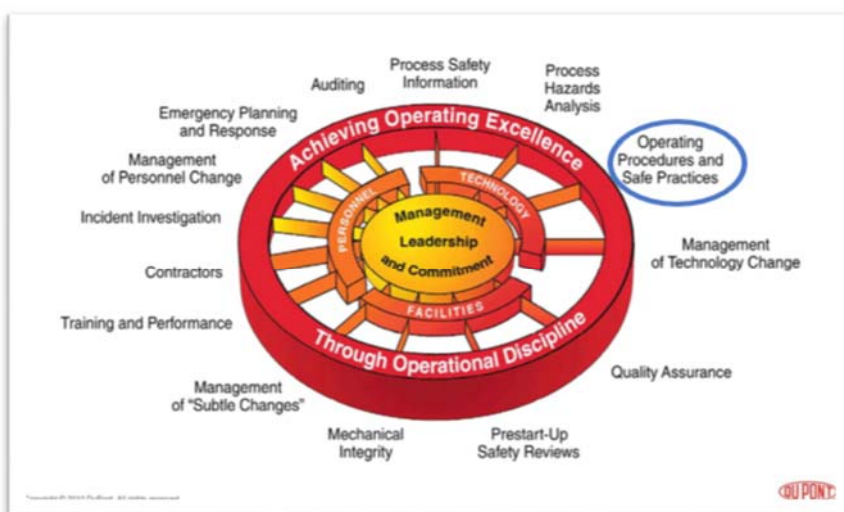 Process Safety
Information
Process
Hazards
Analysis
Auditing
Emergency Planning
and Response
Operating
Procedures and
Safe Practices
Achieving Operating Excellence
Management
of Personnel Change
PERSONNEL
TECHNOLOGY
Management
Leadership
and Commitment
Incident Investigation
Management
of Technology Change
Contractors
FACILITIES
Training and Performance
Through Operational Discipline
Quality Assurance
Management
of “Subtle Changes”
Mechanical
Integrity
Prestart-Up
Safety Reviews
DU PONT